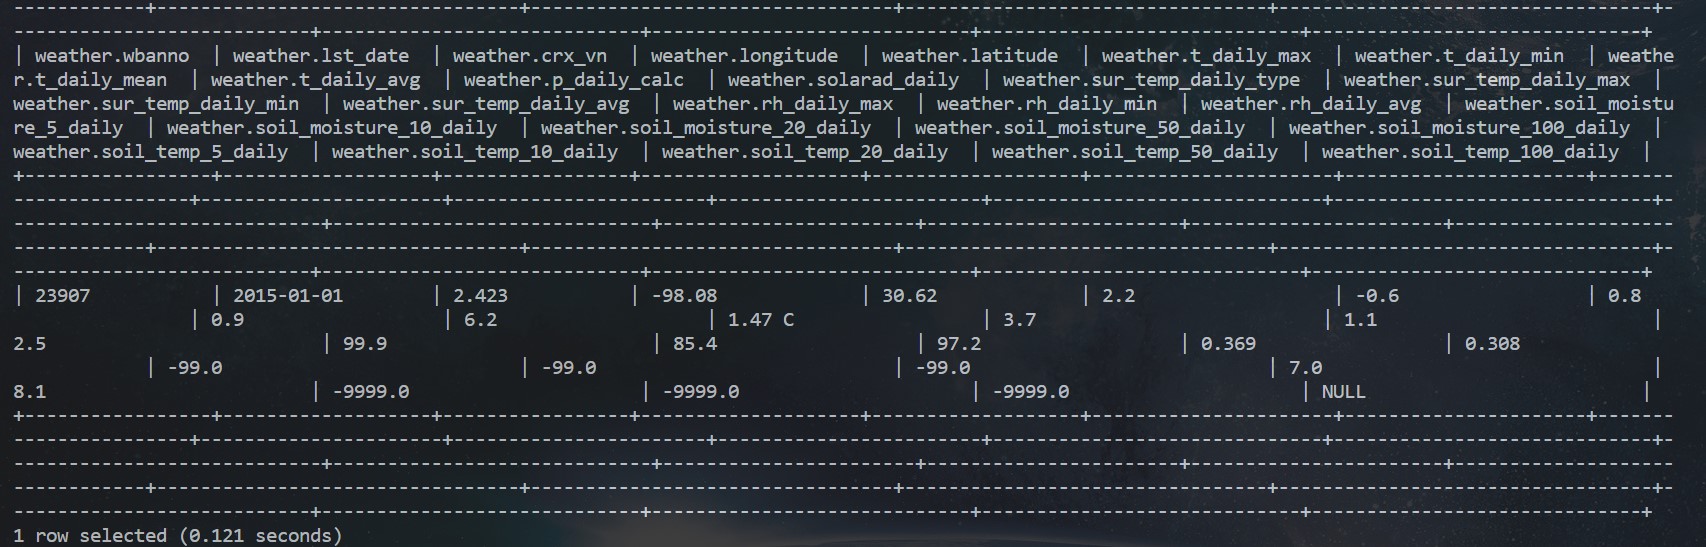 --------------+----------------------------------+----------------------------------+----------------------------------+-----------------------------------+-
----------------------------+------------------------------+------------------------------+------------------------------+-------------------------------+
| weather.wbanno  | weather.lst_date  | weather.crx_vn  | weather.longitude  | weather.latitude  | weather.t_daily_max  | weather.t_daily_min  | weathe
r.t_daily_mean  | weather.t_daily_avg  | weather.p_daily_calc  | weather.solarad_daily  | weather.sur_temp_daily_type  | weather.sur_temp_daily_max  |
weather.sur_temp_daily_min  | weather.sur_temp_daily_avg  | weather.rh_daily_max  | weather.rh_daily_min  | weather.rh_daily_avg  | weather.soil_moistu
re_5_daily  | weather.soil_moisture_10_daily  | weather.soil_moisture_20_daily  | weather.soil_moisture_50_daily  | weather.soil_moisture_100_daily  |
weather.soil_temp_5_daily  | weather.soil_temp_10_daily  | weather.soil_temp_20_daily  | weather.soil_temp_50_daily  | weather.soil_temp_100_daily  |
+-----------------+-------------------+-----------------+--------------------+-------------------+----------------------+----------------------+-------
----------------+----------------------+-----------------------+------------------------+------------------------------+-----------------------------+-
----------------------------+-----------------------------+-----------------------+-----------------------+-----------------------+--------------------
------------+---------------------------------+---------------------------------+---------------------------------+----------------------------------+-
---------------------------+-----------------------------+-----------------------------+-----------------------------+------------------------------+
| 23907           | 2015-01-01        | 2.423           | -98.08             | 30.62             | 2.2                  | -0.6                 | 0.8
                | 0.9                  | 6.2                   | 1.47 C                 | 3.7                          | 1.1                         |
2.5                         | 99.9                        | 85.4                  | 97.2                  | 0.369                 | 0.308
            | -99.0                           | -99.0                           | -99.0                           | 7.0                              |
8.1                        | -9999.0                     | -9999.0                     | -9999.0                     | NULL                         |
+-----------------+-------------------+-----------------+--------------------+-------------------+----------------------+----------------------+-------
----------------+----------------------+-----------------------+------------------------+------------------------------+-----------------------------+-
----------------------------+-----------------------------+-----------------------+-----------------------+-----------------------+--------------------
------------+---------------------------------+---------------------------------+---------------------------------+----------------------------------+-
---------------------------+-----------------------------+-----------------------------+-----------------------------+------------------------------+
1 row selected (0.121 seconds)